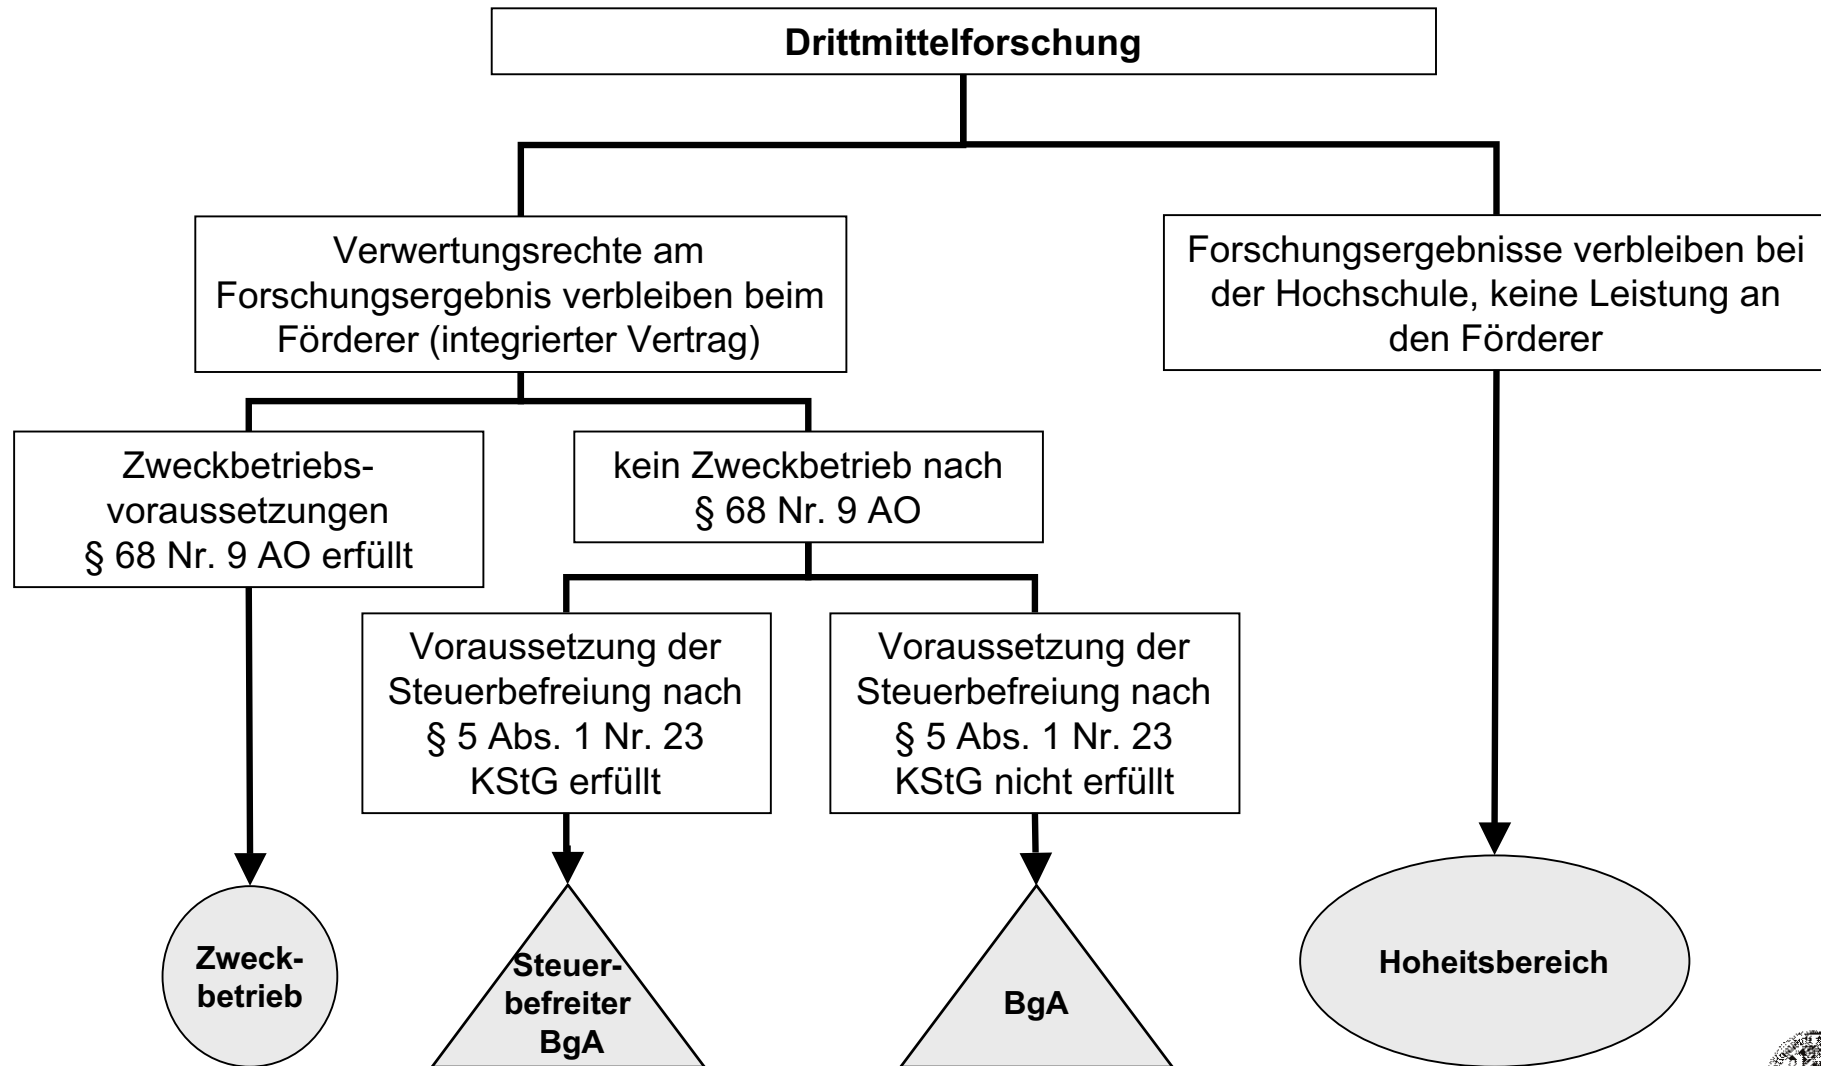 Drittmittelforschung
Verwertungsrechte am
Forschungsergebnis verbleiben beim
Förderer (integrierter Vertrag)
Forschungsergebnisse verbleiben bei
der Hochschule, keine Leistung an
den Förderer
Zweckbetriebs-
voraussetzungen
§ 68 Nr. 9 AO erfüllt
kein Zweckbetrieb nach
§ 68 Nr. 9 AO
Voraussetzung der
Steuerbefreiung nach
§ 5 Abs. 1 Nr. 23
KStG erfüllt
Voraussetzung der
Steuerbefreiung nach
§ 5 Abs. 1 Nr. 23
KStG nicht erfüllt
Zweck-
betrieb
Steuer-
befreiter
BgA
BgA
Hoheitsbereich